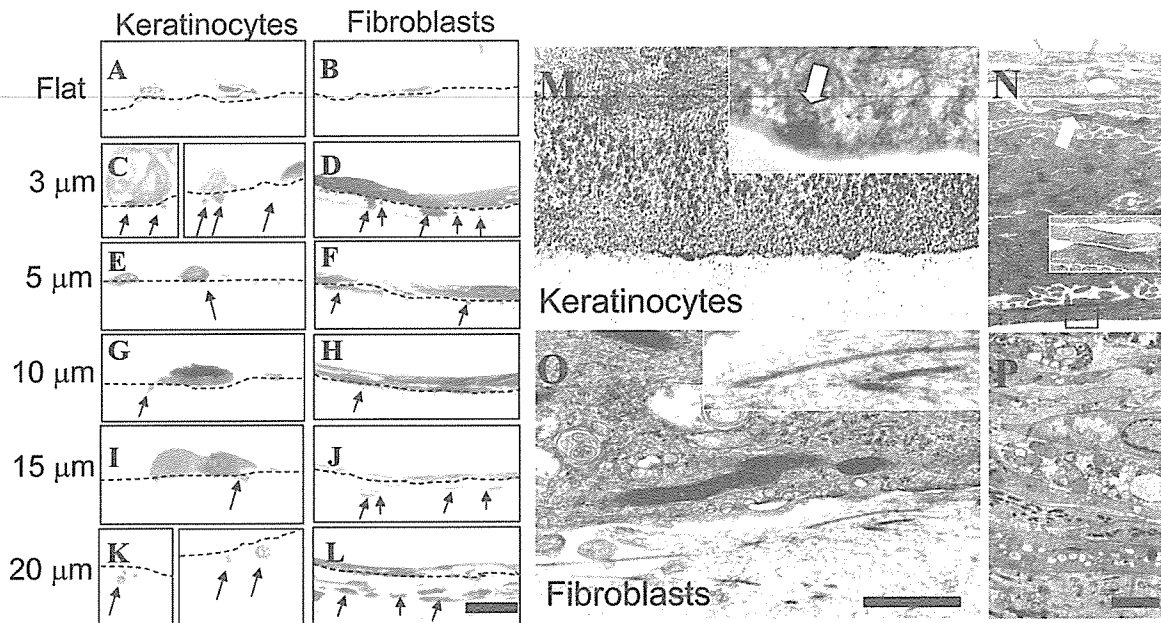 Keratinocytes Fibroblasts
Flat A B
3 µm C D
5 µm E F
10 µm G H
15 µm I J
20 µm K L
M N
Keratinocytes
O P
Fibroblasts